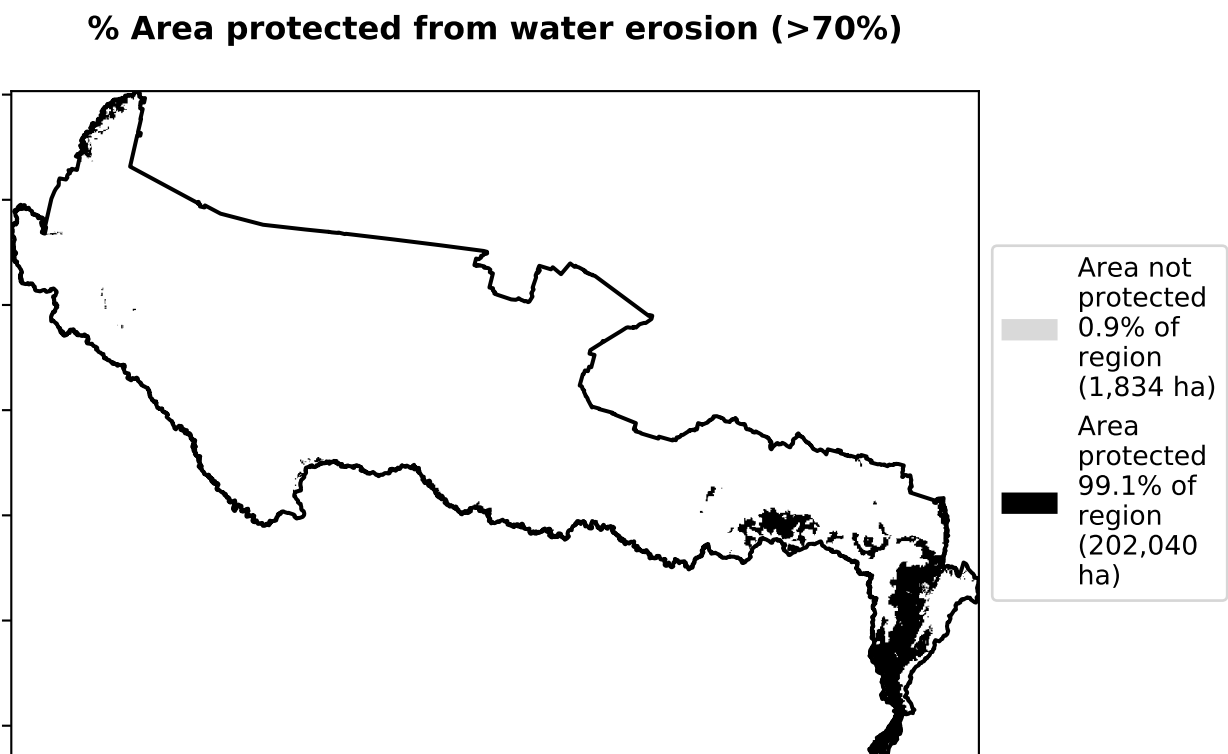 % Area protected from water erosion (>70%)
Area not
protected
0.9% of
region
(1,834 ha)
Area
protected
99.1% of
region
(202,040
ha)